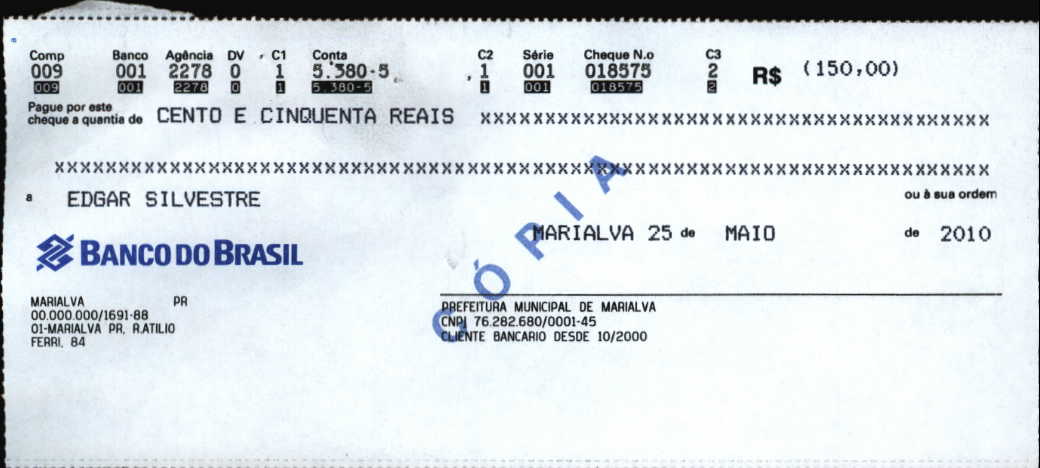 Comp Banco Agência DV C1 Conta C2 Série Cheque N.o C3
009 001 2278 0 1 5.380-5 1 001 018575 2 R$ (150,00)
009 001 2278 0 1 5.380-5 1 001 018575 2
Pague por este
cheque a quantia de CENTO E CINQUENTA REAIS XXXXXXXXXXXXXXXXXXXXXXXXXXXXXXXXXXXXXXX
XXXXXXXXXXXXXXXXXXXXXXXXXXXXXXXXXXXXXXXXXXXXXXXXXXXXXXXXXXXXXXXXXXXXXXXX
a EDGAR SILVESTRE ou à sua ordem
MARIALVA 25 de MAIO de 2010
BANCO DO BRASIL
CÓPIA
MARIALVA PR
00.000.000/1691-88
01-MARIALVA PR, R.ATILIO
FERRI, 84
PREFEITURA MUNICIPAL DE MARIALVA
CNPJ 76.282.680/0001-45
CLIENTE BANCARIO DESDE 10/2000